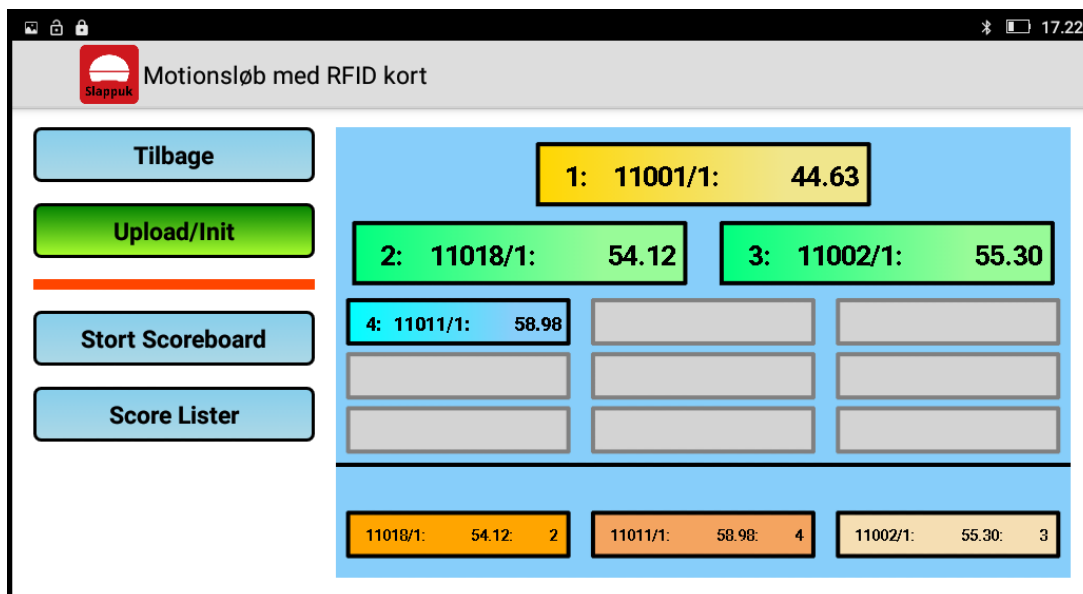 17.22
Slappuk
Motionsløb med RFID kort
Tilbage
Upload/Init
Stort Scoreboard
Score Lister
1: 11001/1: 44.63
2: 11018/1: 54.12
3: 11002/1: 55.30
4: 11011/1: 58.98
11018/1: 54.12: 2
11011/1: 58.98: 4
11002/1: 55.30: 3